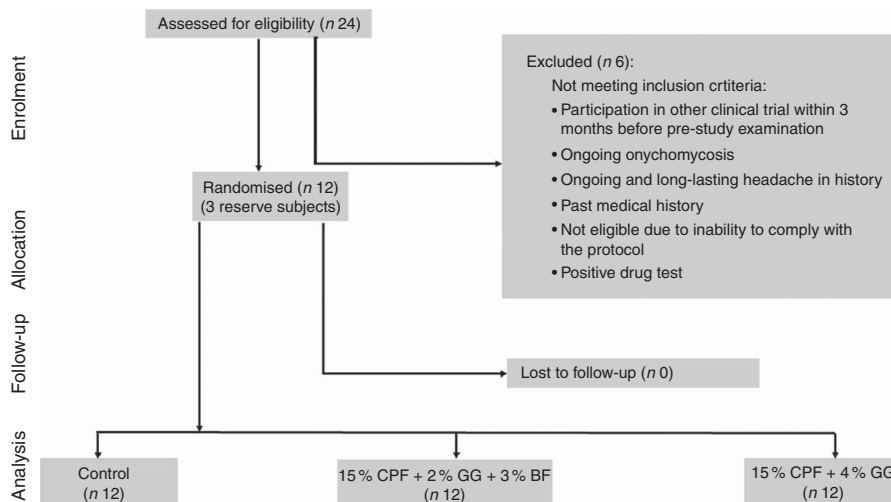 Enrolment
Allocation
Follow-up
Analysis
Assessed for eligibility (n 24)
Excluded (n 6):
Not meeting inclusion crtiteria:
• Participation in other clinical trial within 3
months before pre-study examination
• Ongoing onychomycosis
• Ongoing and long-lasting headache in history
• Past medical history
• Not eligible due to inability to comply with
the protocol
• Positive drug test
Randomised (n 12)
(3 reserve subjects)
Lost to follow-up (n 0)
Control
(n 12)
15 % CPF + 2 % GG + 3 % BF
(n 12)
15 % CPF + 4 % GG
(n 12)